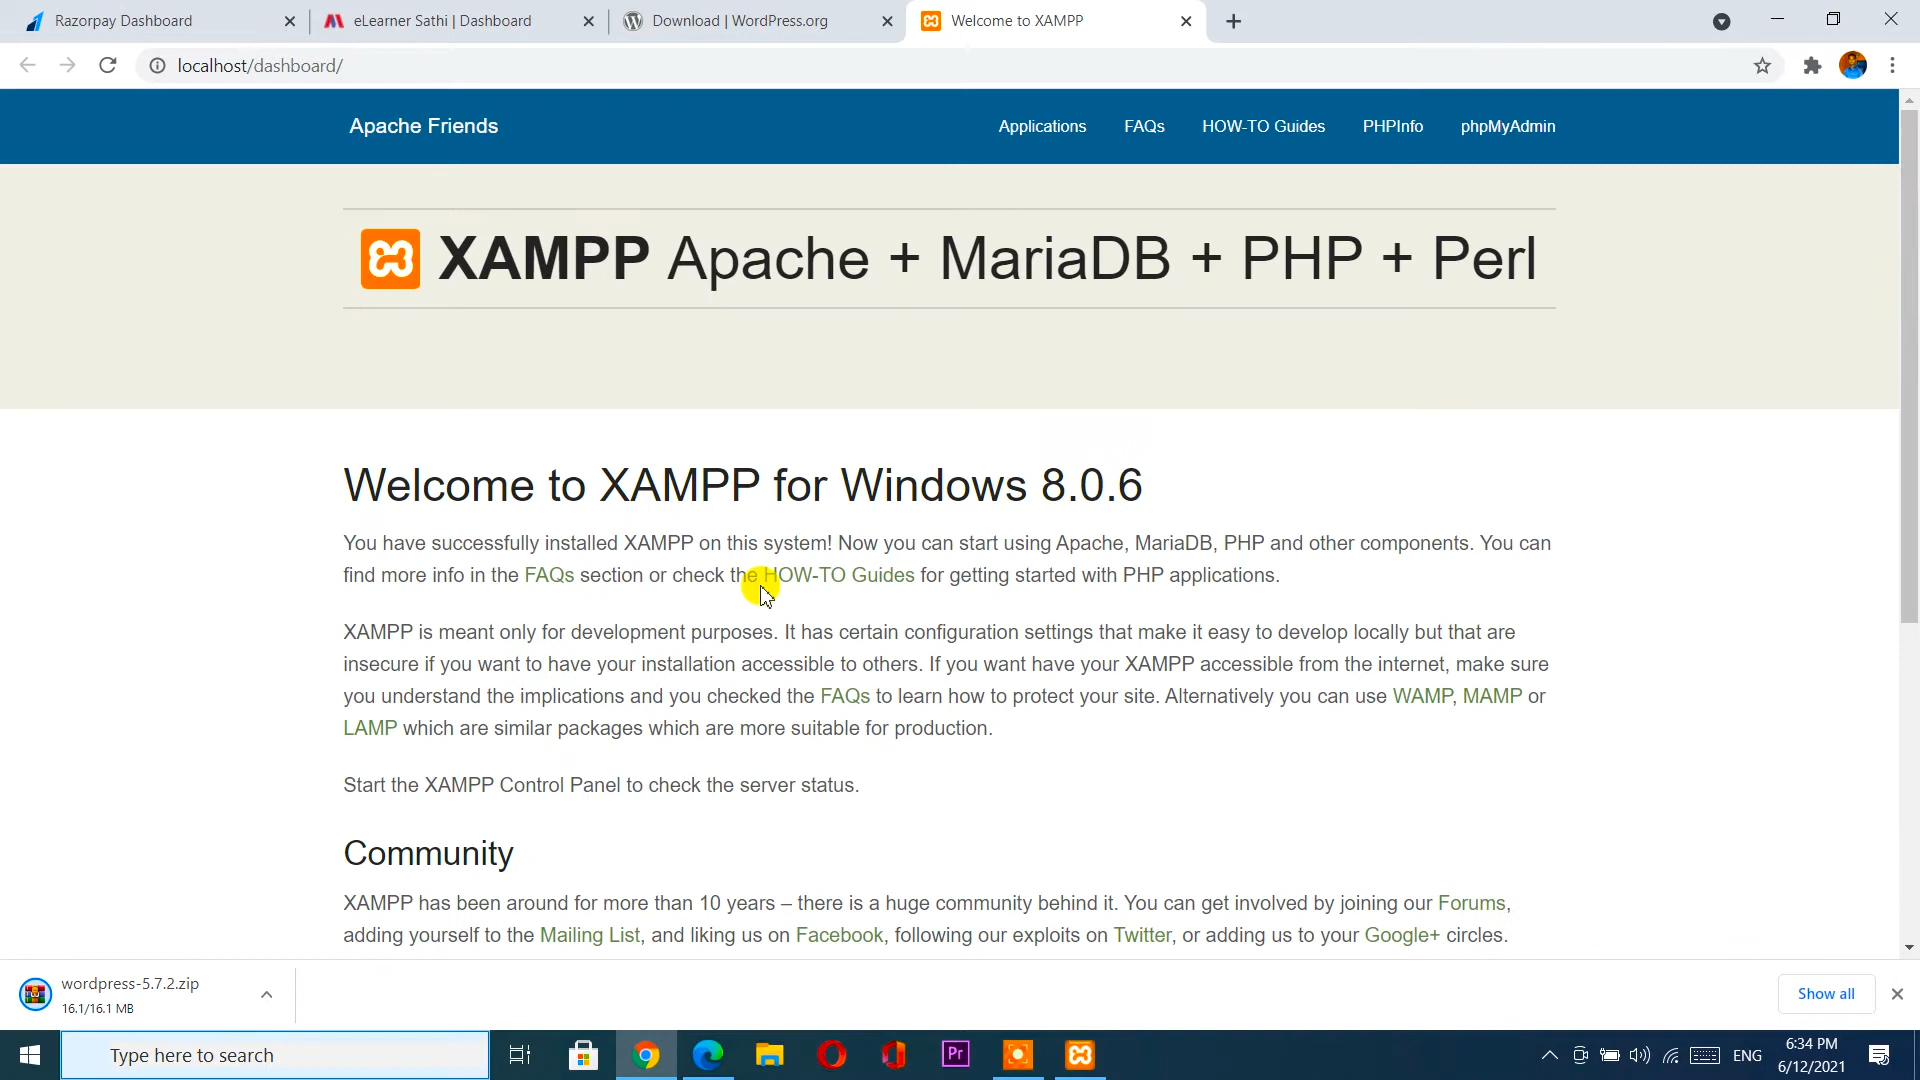 Razorpay Dashboard
eLearner Sathi | Dashboard
Download | WordPress.org
Welcome to XAMPP
localhost/dashboard/
Apache Friends
Applications
FAQs
HOW-TO Guides
PHPInfo
phpMyAdmin
XAMPP Apache + MariaDB + PHP + Perl
Welcome to XAMPP for Windows 8.0.6
You have successfully installed XAMPP on this system! Now you can start using Apache, MariaDB, PHP and other components. You can
find more info in the FAQs section or check the HOW-TO Guides for getting started with PHP applications.
XAMPP is meant only for development purposes. It has certain configuration settings that make it easy to develop locally but that are
insecure if you want to have your installation accessible to others. If you want have your XAMPP accessible from the internet, make sure
you understand the implications and you checked the FAQs to learn how to protect your site. Alternatively you can use WAMP, MAMP or
LAMP which are similar packages which are more suitable for production.
Start the XAMPP Control Panel to check the server status.
Community
XAMPP has been around for more than 10 years – there is a huge community behind it. You can get involved by joining our Forums,
adding yourself to the Mailing List, and liking us on Facebook, following our exploits on Twitter, or adding us to your Google+ circles.
wordpress-5.7.2.zip
16.1/16.1 MB
Show all
Type here to search
Pr
ENG
6:34 PM
6/12/2021